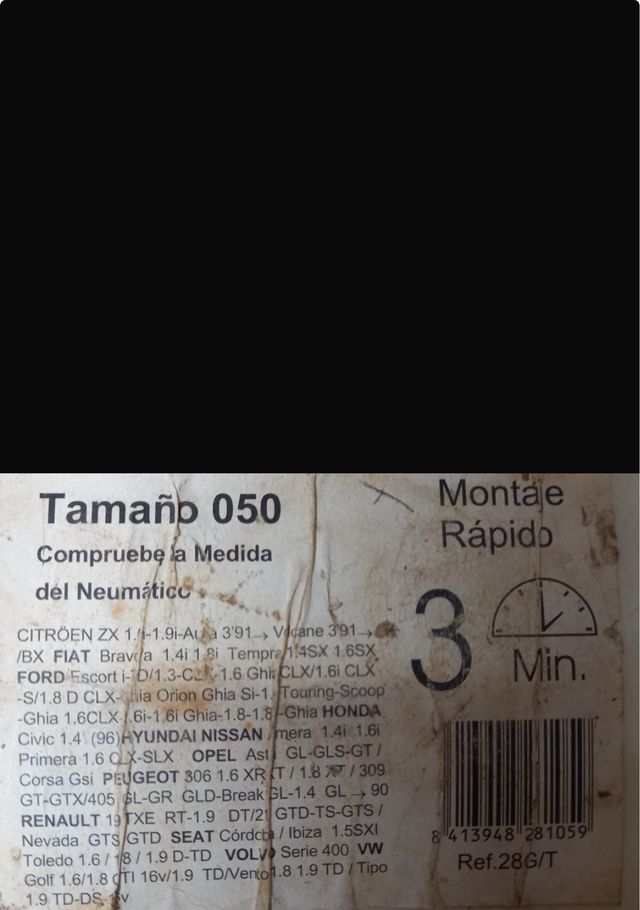 Tamaño 050
Compruebe la Medida
del Neumático
Montaje
Rápido
3
Min.
CITRÖEN ZX 1. -1.9i-Aura 3'91→ Volcane 3'91→
/BX FIAT Brava 1.4i 1.8i Tempra 1.4SX 1.6SX
FORD Escort i- D/1.3-CLX-1.6 Ghia CLX/1.6i CLX
-S/1.8 D CLX-Ghia Orion Ghia Si-1. Touring-Scoop
-Ghia 1.6CLX-1.6i-1.6i Ghia-1.8-1.8 -Ghia HONDA
Civic 1.4 (96) HYUNDAI NISSAN Almera 1.4i 1.6i
Primera 1.6 CLX-SLX OPEL Astra GL-GLS-GT /
Corsa Gsi PEUGEOT 306 1.6 XR XT / 1.8 XT / 309
GT-GTX/405 GL-GR GLD-Break GL-1.4 GL → 90
RENAULT 19 TXE RT-1.9 DT/21 GTD-TS-GTS /
Nevada GTS GTD SEAT Córdoba / Ibiza 1.5SXI
Toledo 1.6 / 1.8 / 1.9 D-TD VOLVO Serie 400 VW
Golf 1.6/1.8 GTI 16v/1.9 TD/Vento 1.8 1.9 TD / Tipo
1.9 TD-DS
8 413948 281059
Ref.28G/T